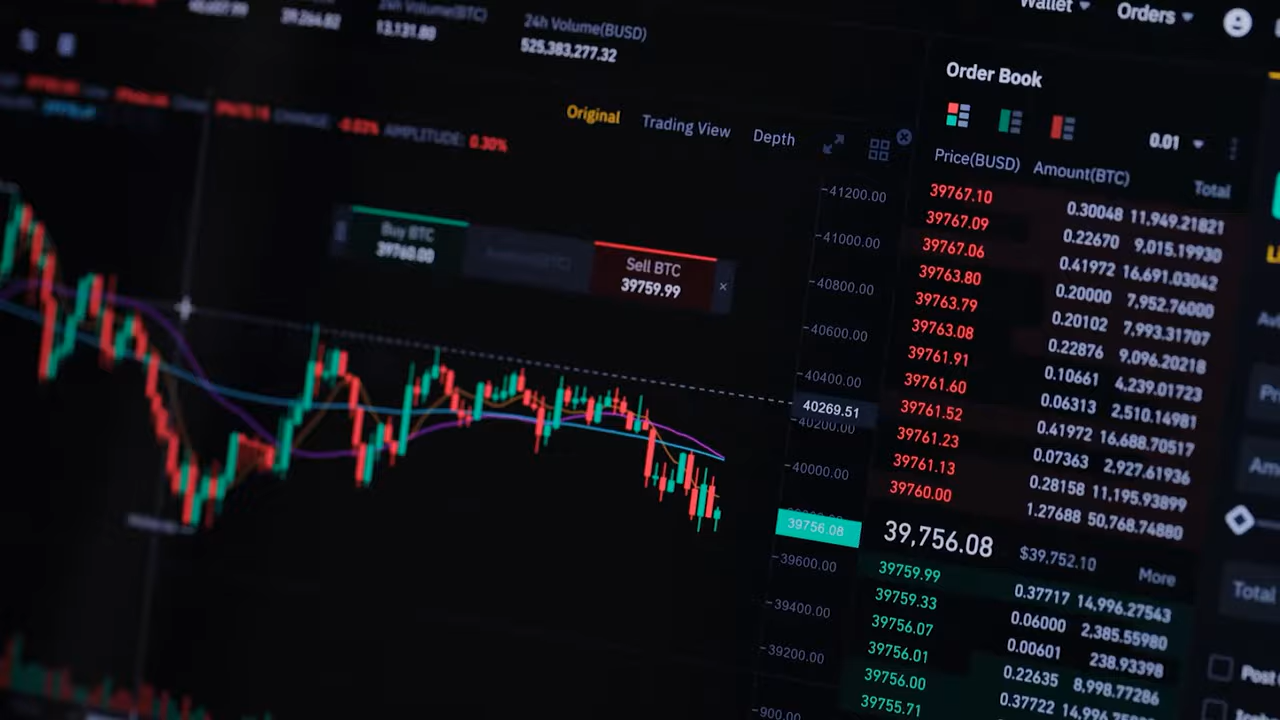 24h Volume(BTC)
13,131.80
24h Volume(BUSD)
525,383,277.32
Wallet
Orders
-0.03% AMPLITUDE: 0.30%
Original Trading View Depth
Buy BTC
39760.00
Sell BTC
39759.99
41200.00
41000.00
40800.00
40600.00
40400.00
40269.51
40200.00
40000.00
39756.08
39600.00
39400.00
39200.00
Order Book
0.01
Price(BUSD) Amount(BTC) Total
39767.10 0.30048 11,949.21821
39767.09 0.22670 9,015.19930
39767.06 0.41972 16,691.03042
39763.80 0.20000 7,952.76000
39763.79 0.20102 7,993.31707
39763.08 0.22876 9,096.20218
39761.91 0.10661 4,239.01723
39761.60 0.06313 2,510.14981
39761.52 0.41972 16,688.70517
39761.23 0.07363 2,927.61936
39761.13 0.28158 11,195.93899
39760.00 1.27688 50,768.74880
39,756.08 $39,752.10 More
39759.99 0.37717 14,996.27543
39759.33 0.06000 2,385.55980
39756.07 0.00601 238.93398
39756.01 0.22635 8,998.77286
39756.00 0.37722
39755.71
Total
Post